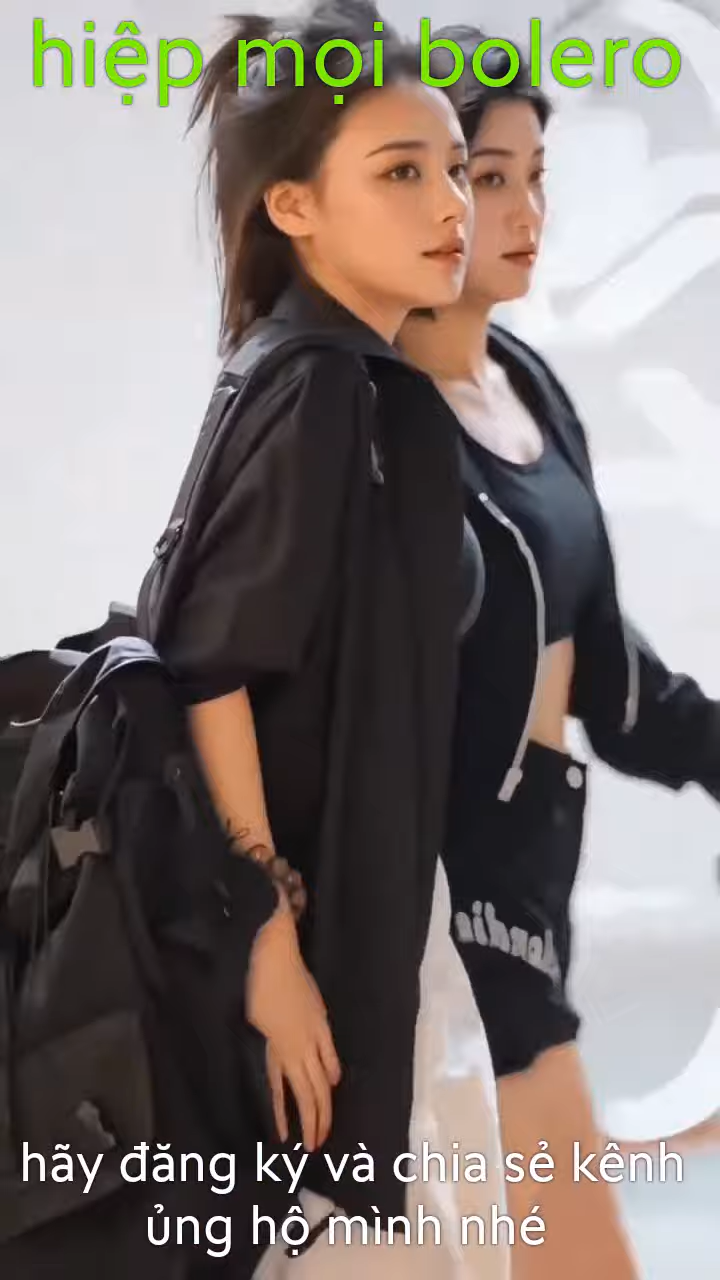 hiệp mọi bolero
hãy đăng ký và chia sẻ kênh
ủng hộ mình nhé